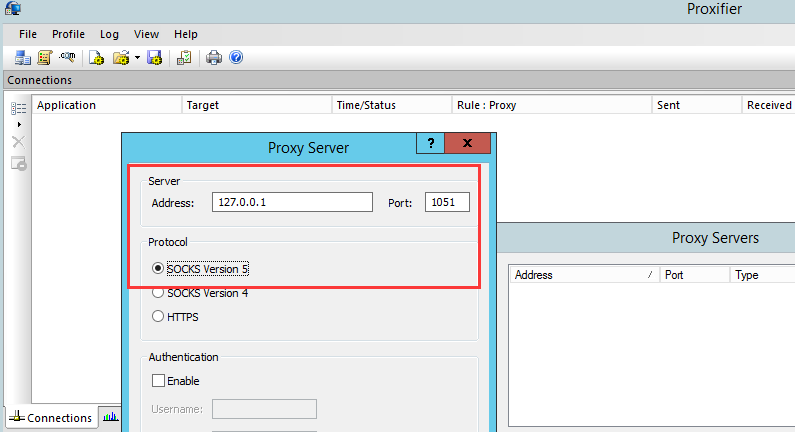 Proxifier
File Profile Log View Help
.com
Connections
Application Target Time/Status Rule : Proxy Sent Received
Proxy Server
?
x
Server
Address: 127.0.0.1 Port: 1051
Protocol
SOCKS Version 5
SOCKS Version 4
HTTPS
Authentication
Enable
Username:
Proxy Servers
Address / Port Type
Connections